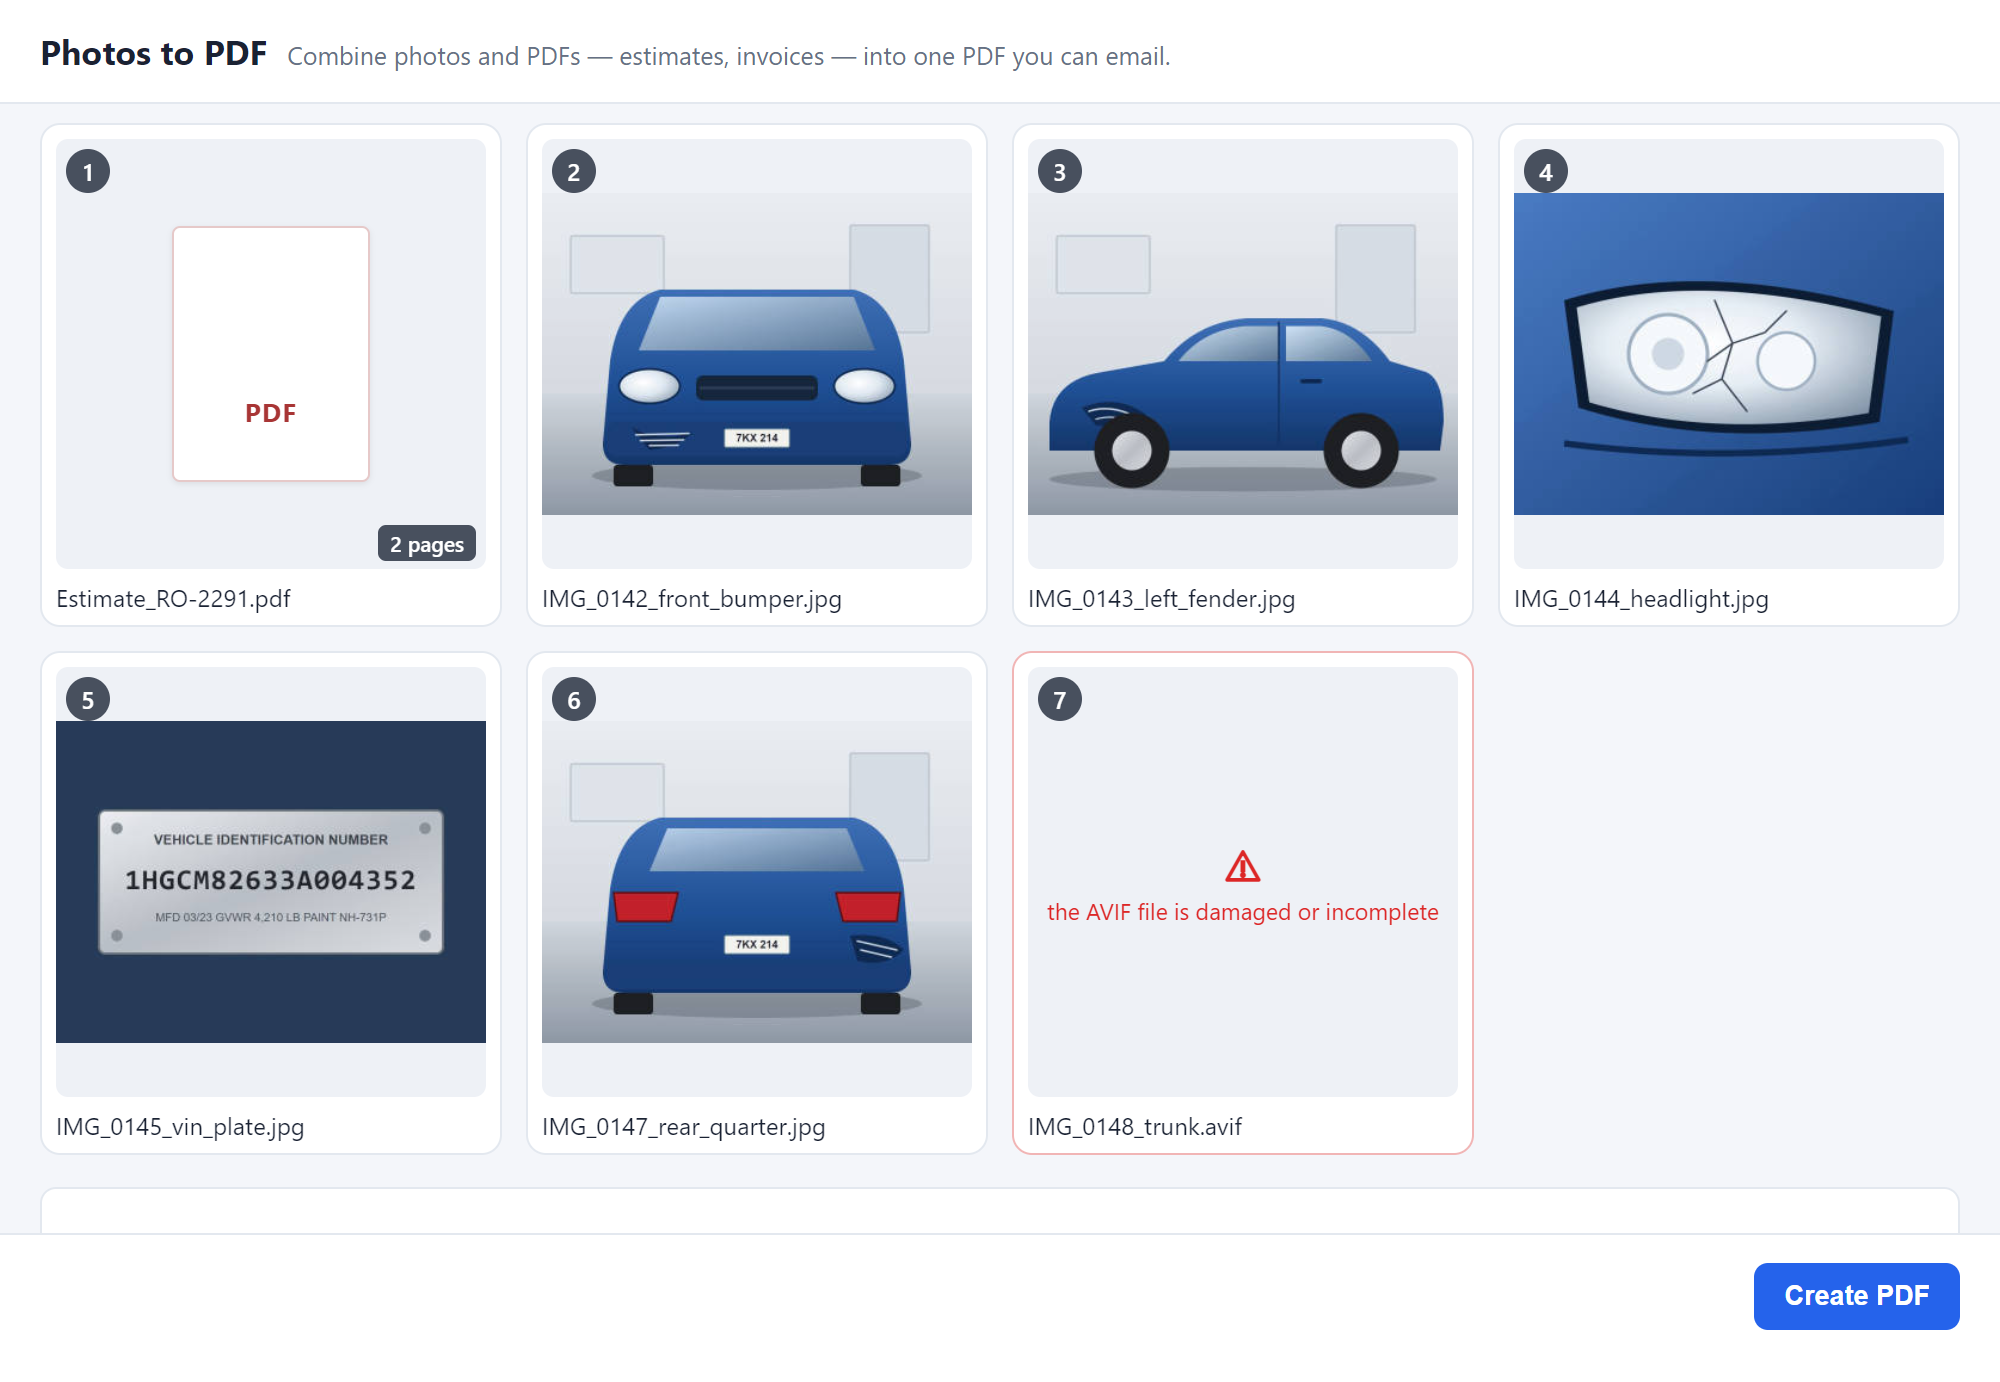 Photos to PDF Combine photos and PDFs — estimates, invoices — into one PDF you can email.
1
PDF
2 pages
Estimate_RO-2291.pdf
2
7KX 214
IMG_0142_front_bumper.jpg
3
IMG_0143_left_fender.jpg
4
IMG_0144_headlight.jpg
5
VEHICLE IDENTIFICATION NUMBER
1HGCM82633A004352
MFD 03/23 GVWR 4,210 LB PAINT NH-731P
IMG_0145_vin_plate.jpg
6
7KX 214
IMG_0147_rear_quarter.jpg
7
the AVIF file is damaged or incomplete
IMG_0148_trunk.avif
Create PDF